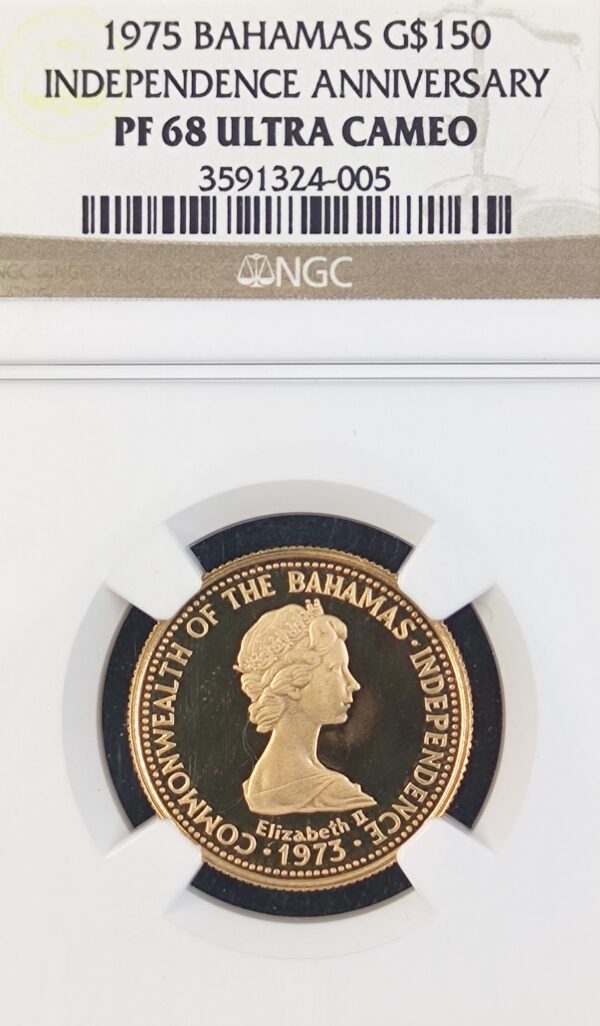 1975 BAHAMAS G$150
INDEPENDENCE ANNIVERSARY
PF 68 ULTRA CAMEO
3591324-005
NGC
NGC
COMMONWEALTH OF THE BAHAMAS · INDEPENDENCE ·
Elizabeth II
1973